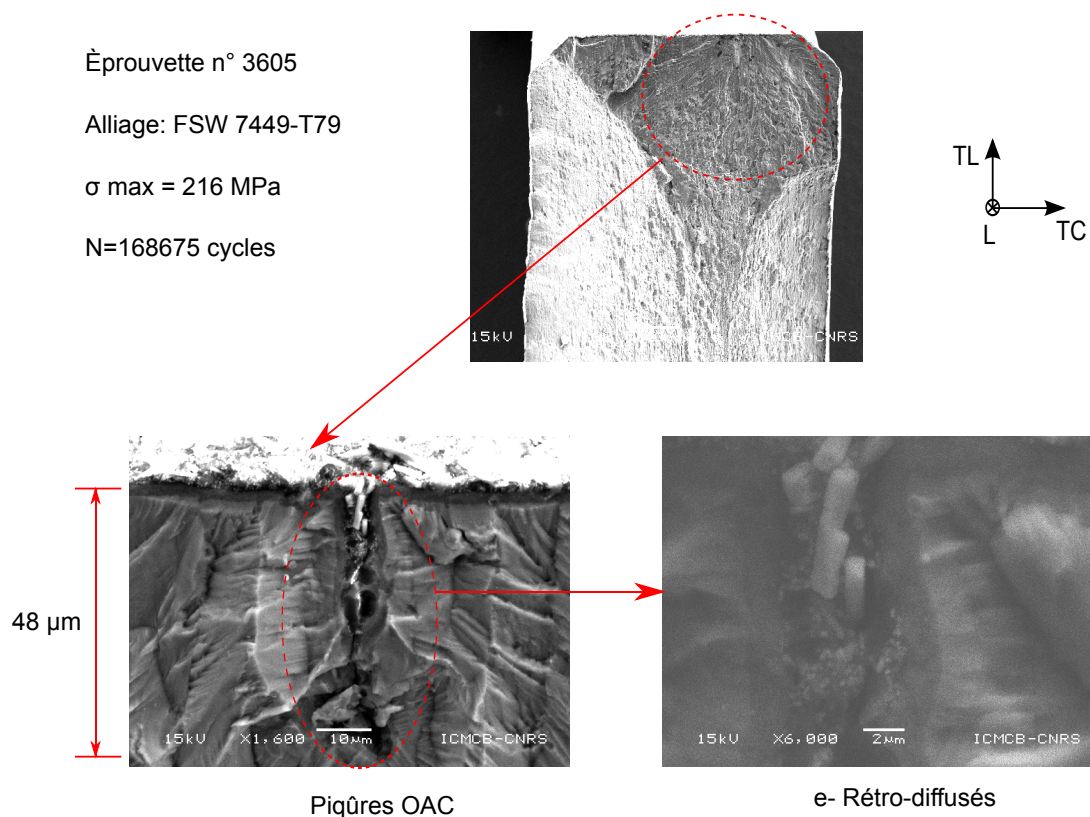 Èprouvette n° 3605
Alliage: FSW 7449-T79
σ max = 216 MPa
N=168675 cycles
15kV
CMCB-CNRS
TL
L
TC
48 µm
15kV X1,600 10µm ICMCB-CNRS
15kV X6,000 2µm ICMCB-CNRS
Piqûres OAC
e- Rétro-diffusés